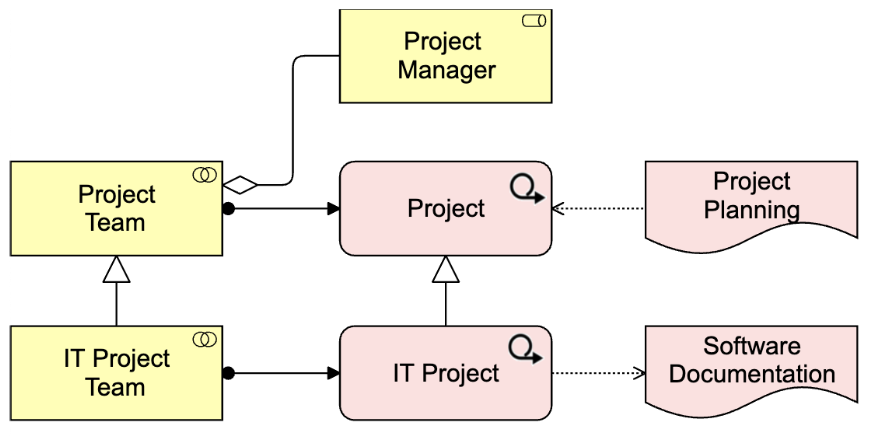 Project
Manager
Project
Team
Project
Project
Planning
IT Project
Team
IT Project
Software
Documentation